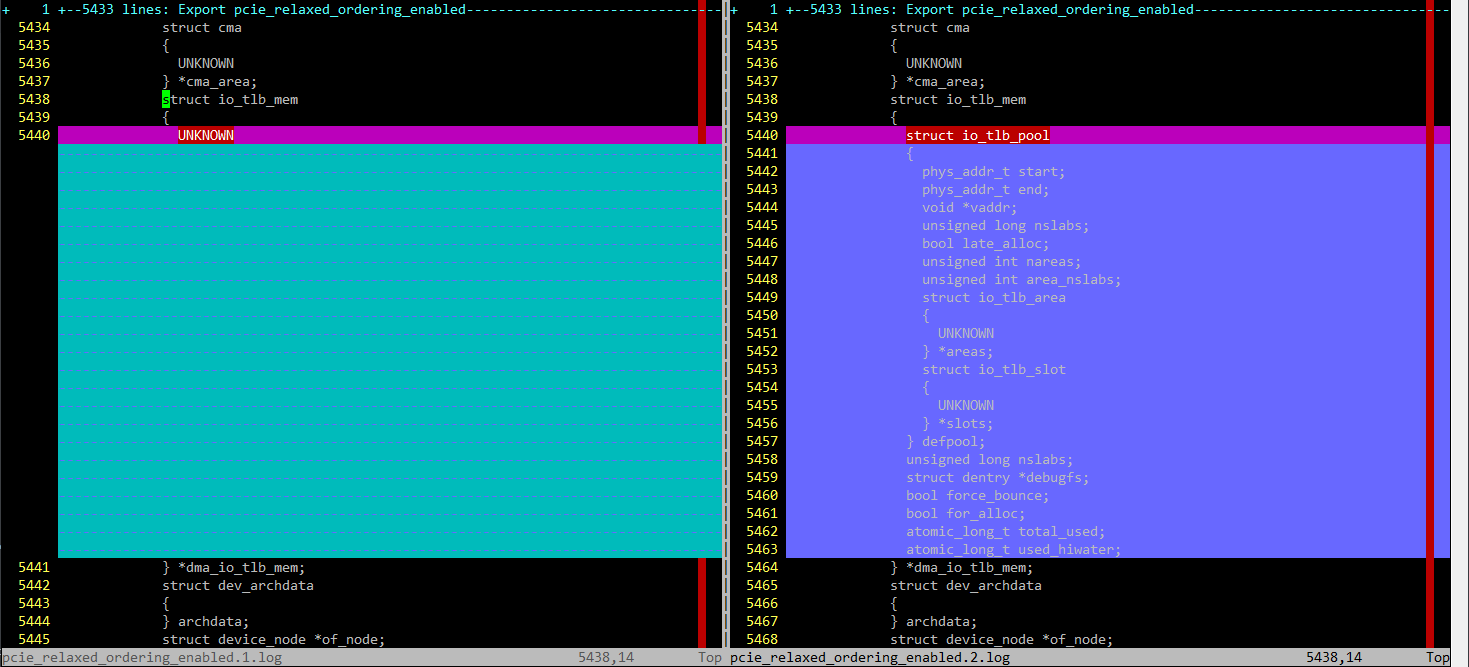 +    1 +--5433 lines: Export pcie_relaxed_ordering_enabled--------------------------------
5434             struct cma
5435             {
5436               UNKNOWN
5437             } *cma_area;
5438             struct io_tlb_mem
5439             {
5440               UNKNOWN
5441             } *dma_io_tlb_mem;
5442             struct dev_archdata
5443             {
5444             } archdata;
5445             struct device_node *of_node;
pcie_relaxed_ordering_enabled.1.log                                     5438,14        Top
+    1 +--5433 lines: Export pcie_relaxed_ordering_enabled--------------------------------
5434             struct cma
5435             {
5436               UNKNOWN
5437             } *cma_area;
5438             struct io_tlb_mem
5439             {
5440               struct io_tlb_pool
5441               {
5442                 phys_addr_t start;
5443                 phys_addr_t end;
5444                 void *vaddr;
5445                 unsigned long nslabs;
5446                 bool late_alloc;
5447                 unsigned int nareas;
5448                 unsigned int area_nslabs;
5449                 struct io_tlb_area
5450                 {
5451                   UNKNOWN
5452                 } *areas;
5453                 struct io_tlb_slot
5454                 {
5455                   UNKNOWN
5456                 } *slots;
5457               } defpool;
5458               unsigned long nslabs;
5459               struct dentry *debugfs;
5460               bool force_bounce;
5461               bool for_alloc;
5462               atomic_long_t total_used;
5463               atomic_long_t used_hiwater;
5464             } *dma_io_tlb_mem;
5465             struct dev_archdata
5466             {
5467             } archdata;
5468             struct device_node *of_node;
pcie_relaxed_ordering_enabled.2.log                                     5438,14        Top